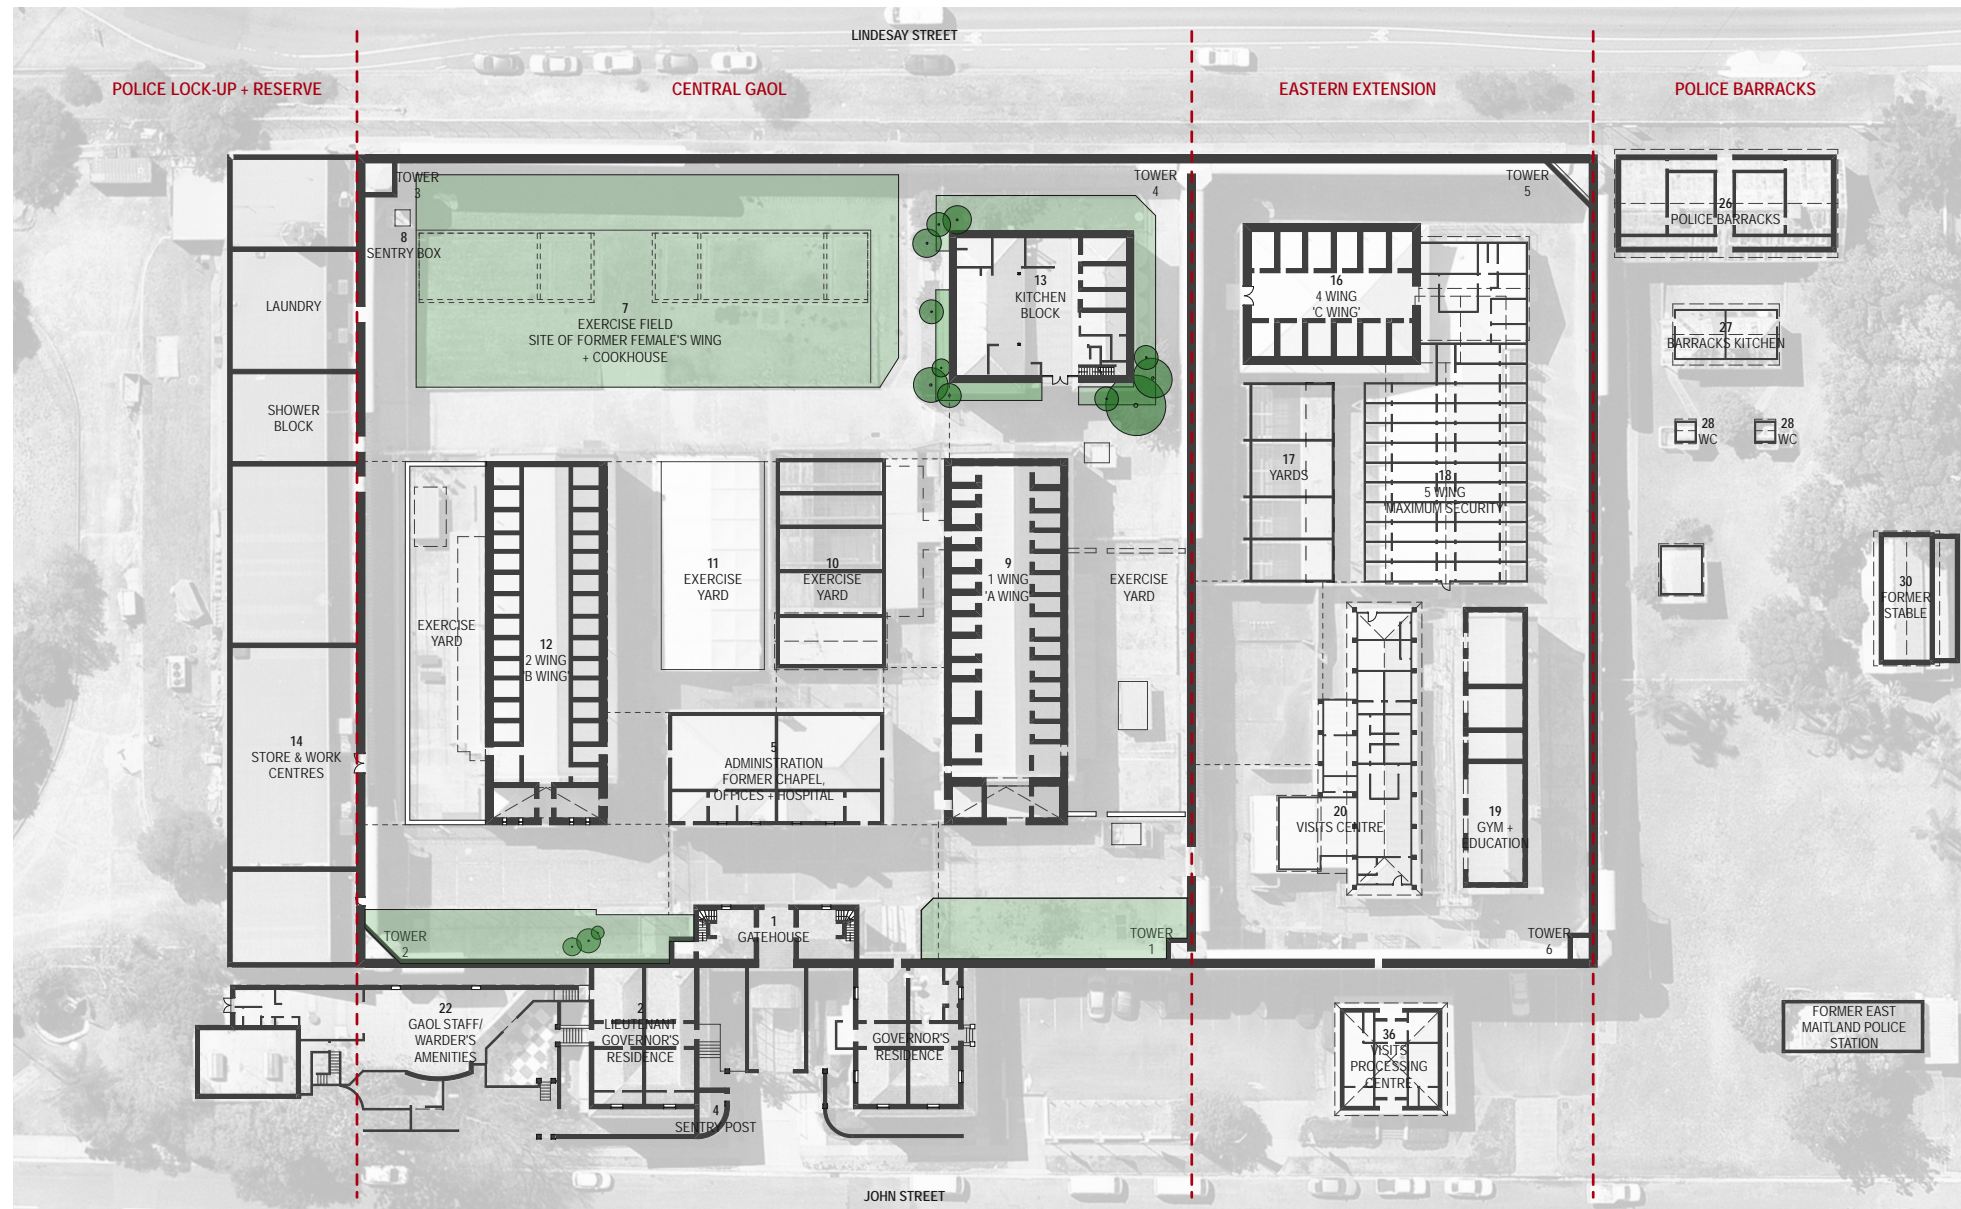 LINDESAY STREET
POLICE LOCK-UP + RESERVE
CENTRAL GAOL
EASTERN EXTENSION
POLICE BARRACKS
TOWER
3
TOWER
4
TOWER
5
8
SENTRY BOX
7
EXERCISE FIELD
SITE OF FORMER FEMALE'S WING
+ COOKHOUSE
13
KITCHEN
BLOCK
16
4 WING
'C WING'
26
POLICE BARRACKS
27
BARRACKS KITCHEN
28
WC
28
WC
LAUNDRY
SHOWER
BLOCK
17
YARDS
18
5 WING
MAXIMUM SECURITY
EXERCISE
YARD
12
2 WING
'B WING'
11
EXERCISE
YARD
10
EXERCISE
YARD
9
1 WING
'A WING'
EXERCISE
YARD
30
FORMER
STABLE
14
STORE & WORK
CENTRES
5
ADMINISTRATION
FORMER CHAPEL,
OFFICES + HOSPITAL
20
VISITS CENTRE
19
GYM +
EDUCATION
TOWER
2
1
GATEHOUSE
TOWER
1
TOWER
6
22
GAOL STAFF/
WARDER'S
AMENITIES
2
LIEUTENANT
GOVERNOR'S
RESIDENCE
GOVERNOR'S
RESIDENCE
4
SENTRY POST
36
VISITS
PROCESSING
CENTRE
FORMER EAST
MAITLAND POLICE
STATION
JOHN STREET